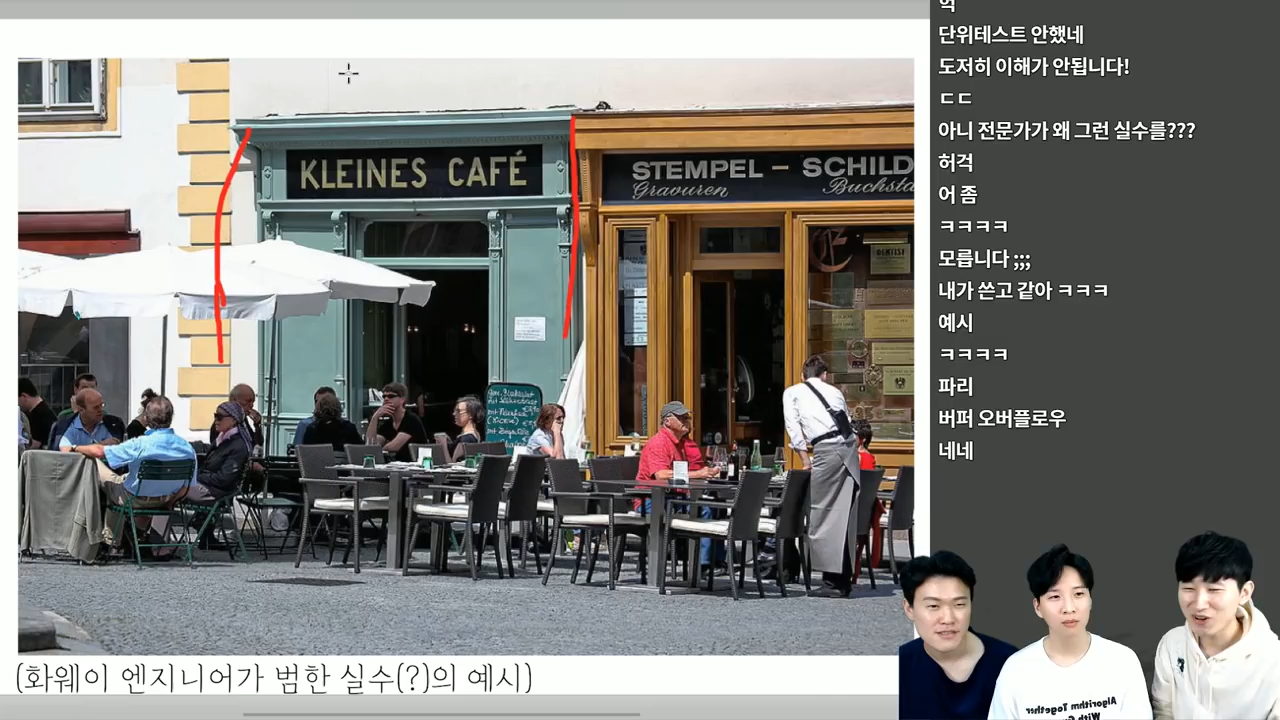 KLEINES CAFÉ
STEMPEL - SCHILD
Gravuren
Buchsta
(화웨이 엔지니어가 범한 실수(?)의 예시)
억
단위테스트 안했네
도저히 이해가 안됩니다!
ㄷㄷ
아니 전문가가 왜 그런 실수를???
허걱
어 좀
ㅋㅋㅋㅋ
모릅니다 ;;;
내가 쓴고 같아 ㅋㅋㅋ
예시
ㅋㅋㅋㅋ
파리
버퍼 오버플로우
네네
Algorithm Together
With